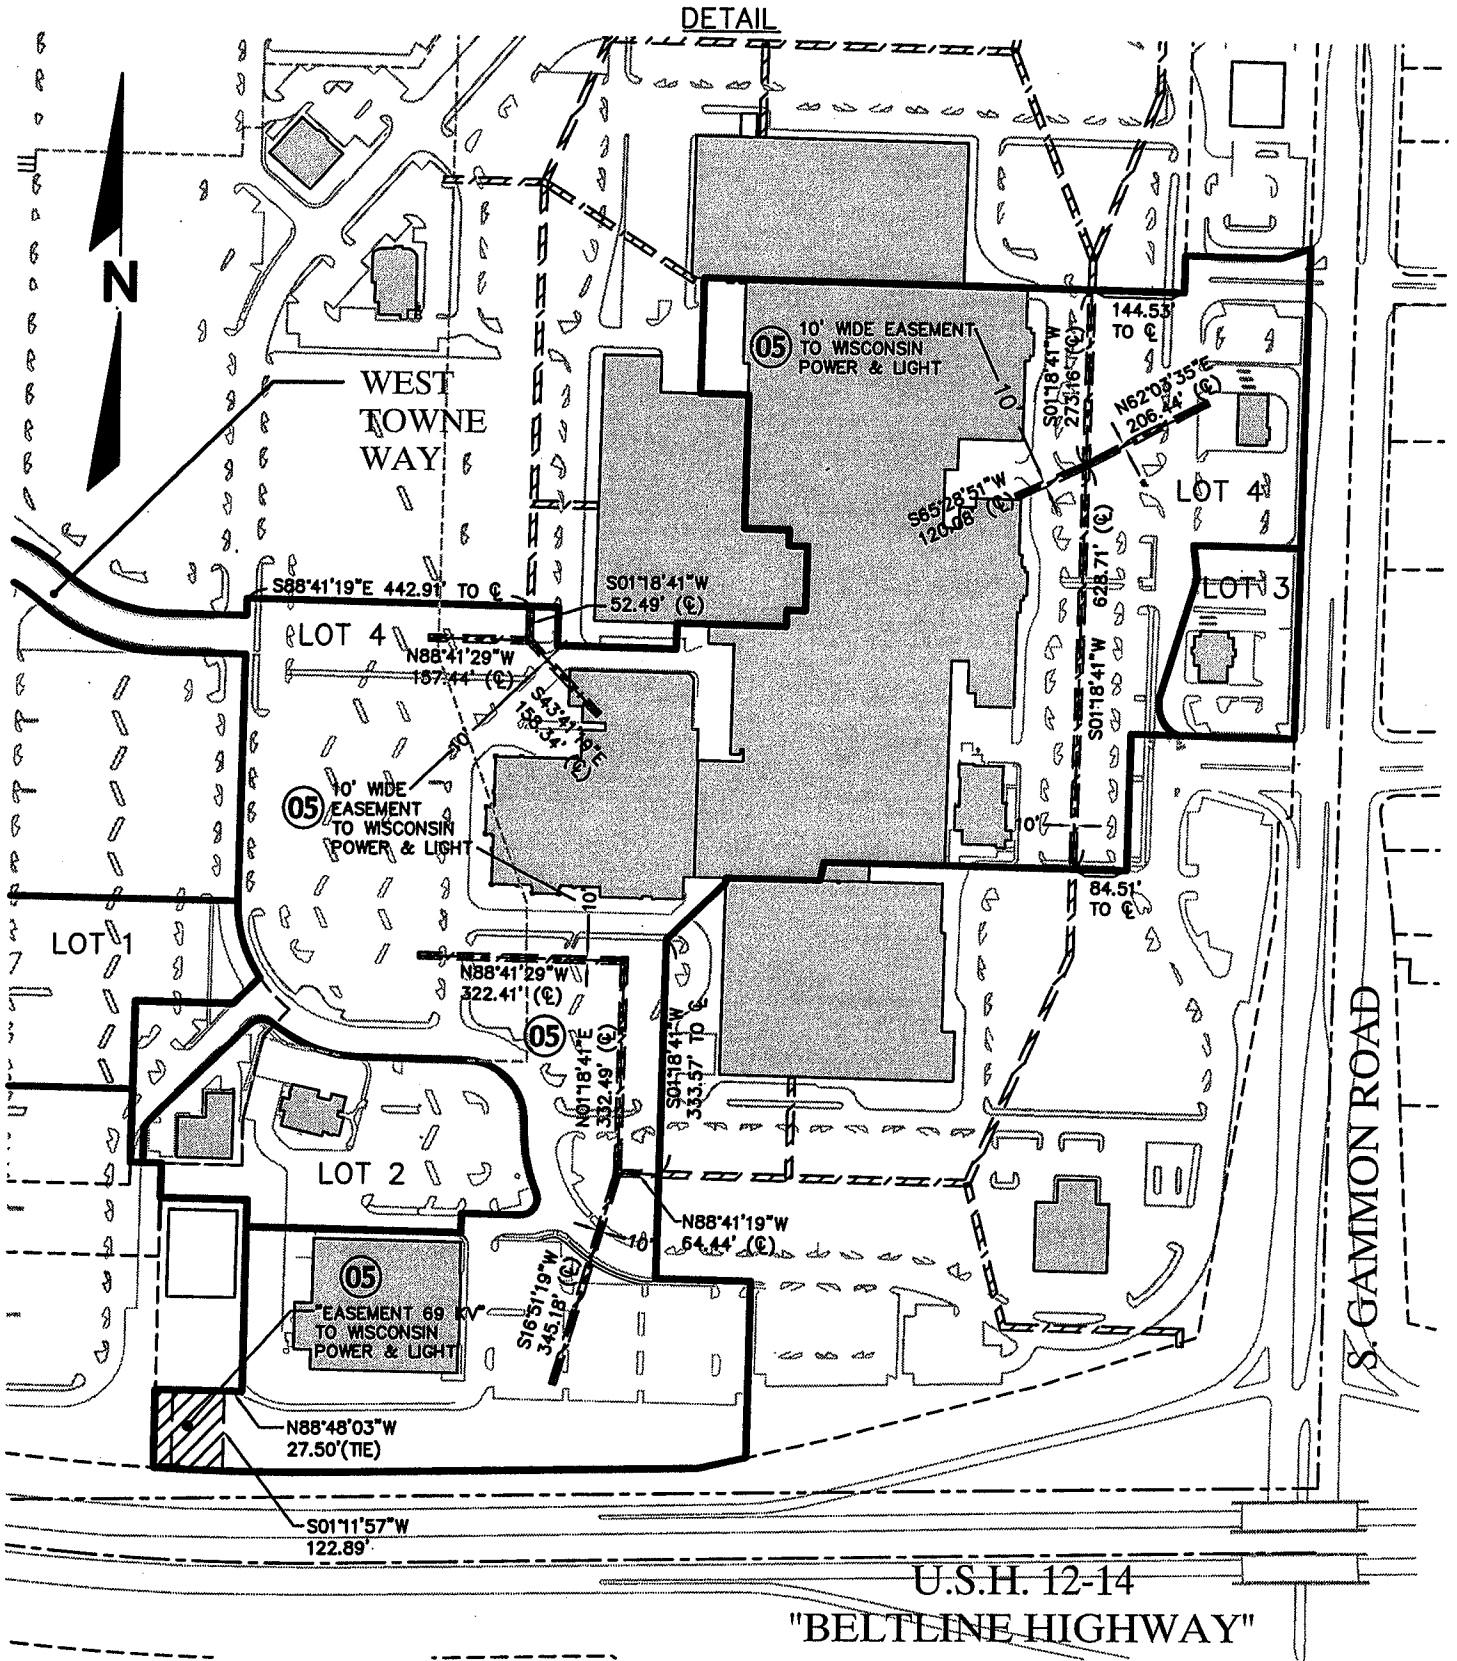 DETAIL
N
WEST
TOWNE
WAY
05
10' WIDE EASEMENT
TO WISCONSIN
POWER & LIGHT
10'
144.53'
TO ℄
S01°18'41"W
273.16' (℄)
N62°03'35"E
206.44' (℄)
S65°28'51"W
120.08' (℄)
LOT 4
S88°41'19"E 442.91' TO ℄
S01°18'41"W
52.49' (℄)
LOT 4
N88°41'29"W
157.44' (℄)
S43°41'19"E
158.34'
(℄)
10'
S01°18'41"W 628.71' (℄)
LOT 3
05
10' WIDE
EASEMENT
TO WISCONSIN
POWER & LIGHT
10'
10'
84.51'
TO ℄
LOT 1
N88°41'29"W
322.41' (℄)
05
N01°18'41"E
332.49' (℄)
S01°18'41"W
333.57' TO ℄
LOT 2
10'
N88°41'19"W
64.44' (℄)
S16°51'19"W
345.18' (℄)
05
"EASEMENT 69 KV"
TO WISCONSIN
POWER & LIGHT
N88°48'03"W
27.50'(TIE)
S01°11'57"W
122.89'
S. GAMMON ROAD
U.S.H. 12-14
"BELTLINE HIGHWAY"